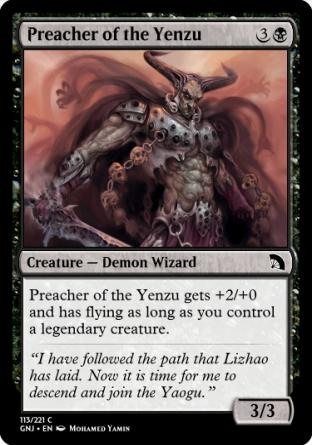 Preacher of the Yenzu 3
Creature — Demon Wizard
Preacher of the Yenzu gets +2/+0
and has flying as long as you control
a legendary creature.
“I have followed the path that Lizhao
has laid. Now it is time for me to
descend and join the Yaogu.”
3/3
113/221 C
GNJ • EN Mohamed Yamin